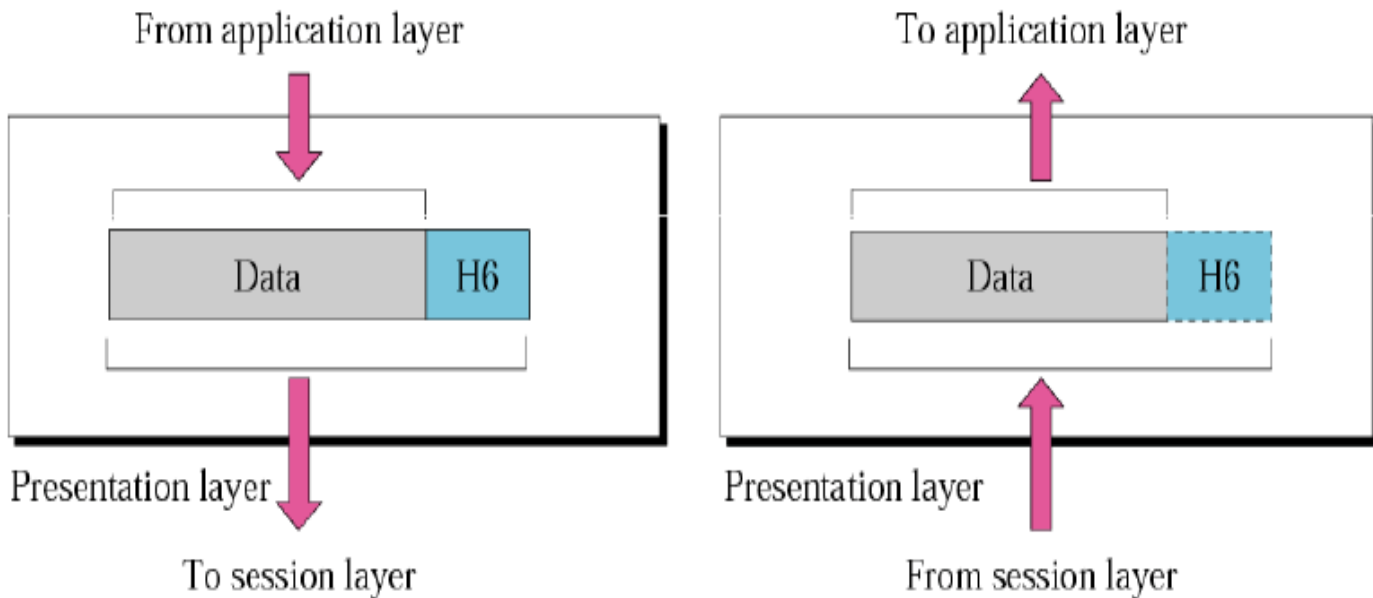 From application layer
To application layer
Data
H6
Data
H6
Presentation layer
Presentation layer
To session layer
From session layer